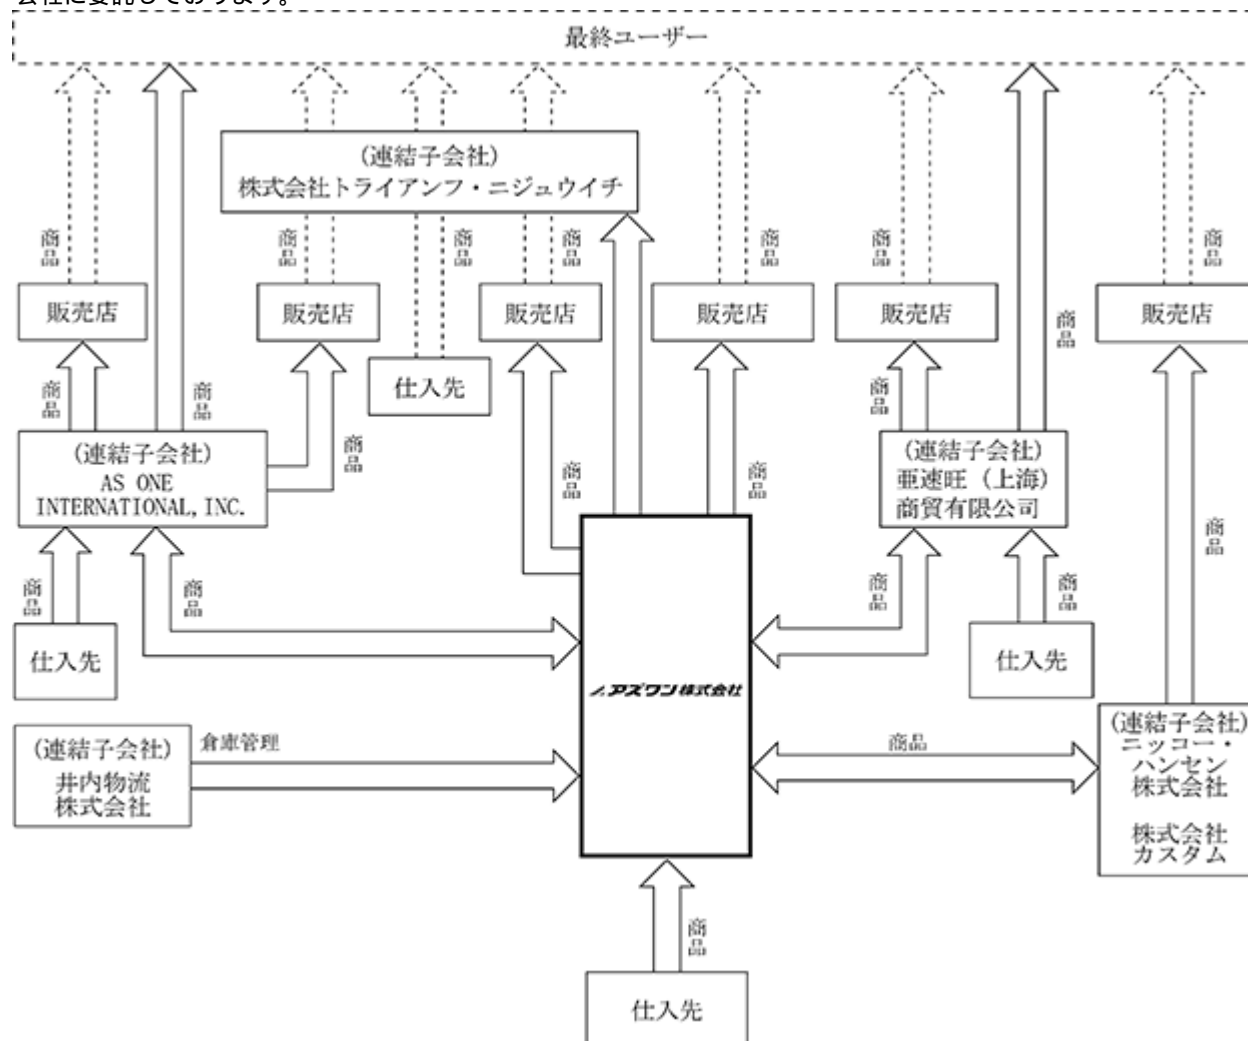 会社に委託しております。
最終ユーザー
(連結子会社)
株式会社トライアンフ・ニジュウイチ
商品
商品
商品
商品
商品
商品
商品
販売店
販売店
販売店
販売店
販売店
販売店
商品
仕入先
商品
商品
商品
商品
商品
商品
(連結子会社)
AS ONE
INTERNATIONAL,INC.
(連結子会社)
亜速旺（上海）
商貿有限公司
商品
商品
商品
商品
商品
商品
仕入先
仕入先
アズワン株式会社
(連結子会社)
井内物流
株式会社
倉庫管理
商品
(連結子会社)
ニッコー・
ハンセン
株式会社
株式会社
カスタム
商品
仕入先